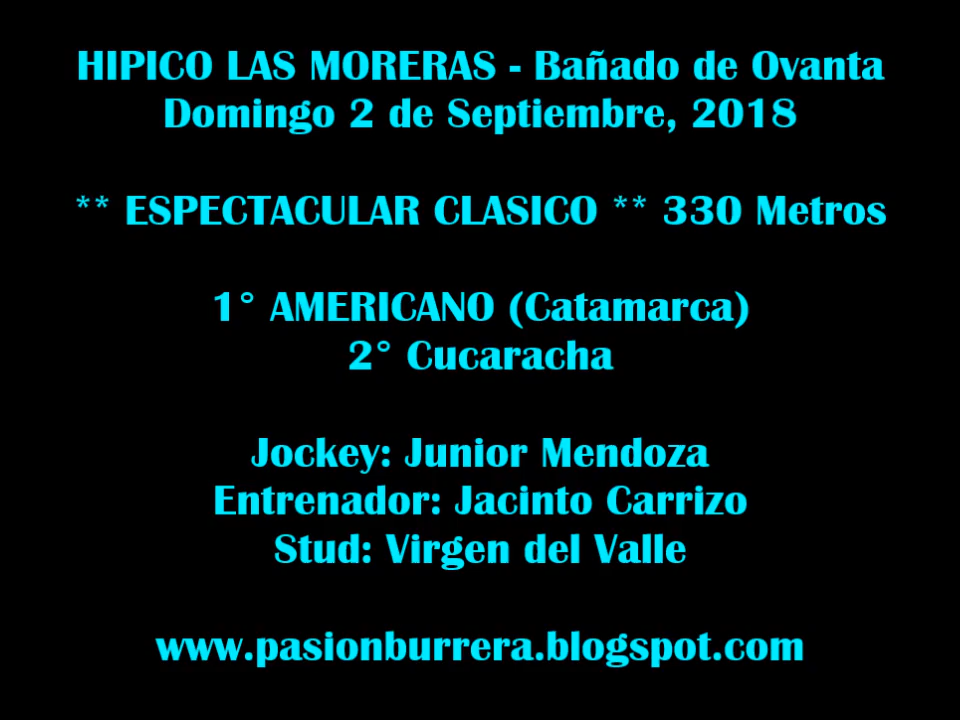 HIPICO LAS MORERAS - Bañado de Ovanta
Domingo 2 de Septiembre, 2018
** ESPECTACULAR CLASICO ** 330 Metros
1° AMERICANO (Catamarca)
2° Cucaracha
Jockey: Junior Mendoza
Entrenador: Jacinto Carrizo
Stud: Virgen del Valle
www.pasionburrera.blogspot.com